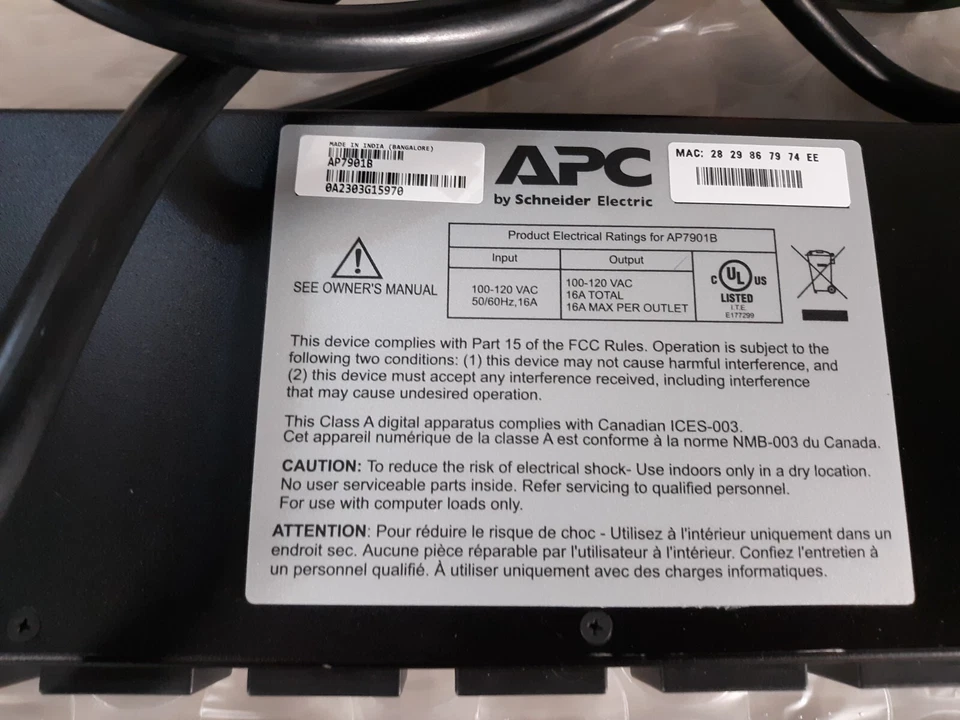 MADE IN INDIA (BANGALORE)
AP7901B
0A2303G15970
APC
by Schneider Electric
MAC: 28 29 86 79 74 EE
SEE OWNER'S MANUAL
Product Electrical Ratings for AP7901B
Input
Output
100-120 VAC
50/60Hz,16A
100-120 VAC
16A TOTAL
16A MAX PER OUTLET
C UL US
LISTED
I.T.E.
E177299
This device complies with Part 15 of the FCC Rules. Operation is subject to the
following two conditions: (1) this device may not cause harmful interference, and
(2) this device must accept any interference received, including interference
that may cause undesired operation.
This Class A digital apparatus complies with Canadian ICES-003.
Cet appareil numérique de la classe A est conforme à la norme NMB-003 du Canada.
CAUTION: To reduce the risk of electrical shock- Use indoors only in a dry location.
No user serviceable parts inside. Refer servicing to qualified personnel.
For use with computer loads only.
ATTENTION: Pour réduire le risque de choc - Utilisez à l'intérieur uniquement dans un
endroit sec. Aucune pièce réparable par l'utilisateur à l'intérieur. Confiez l'entretien à
un personnel qualifié. À utiliser uniquement avec des charges informatiques.